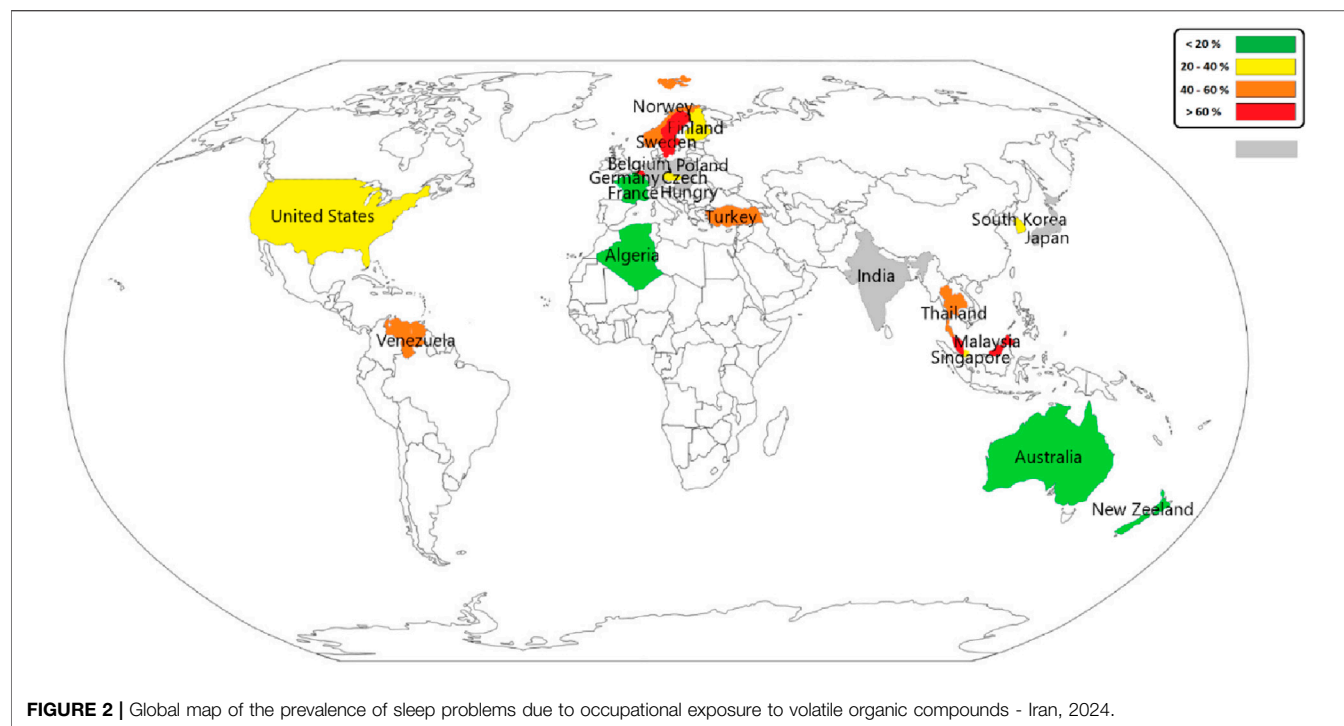 < 20 %
20 - 40 %
40 - 60 %
> 60 %
Norwey
Finland
Sweden
Belgium Poland
Germany Czech
France Hungry
United States
Turkey
South Korea
Japan
Algeria
India
Thailand
Venezuela
Malaysia
Singapore
Australia
New Zeeland
FIGURE 2 | Global map of the prevalence of sleep problems due to occupational exposure to volatile organic compounds - Iran, 2024.